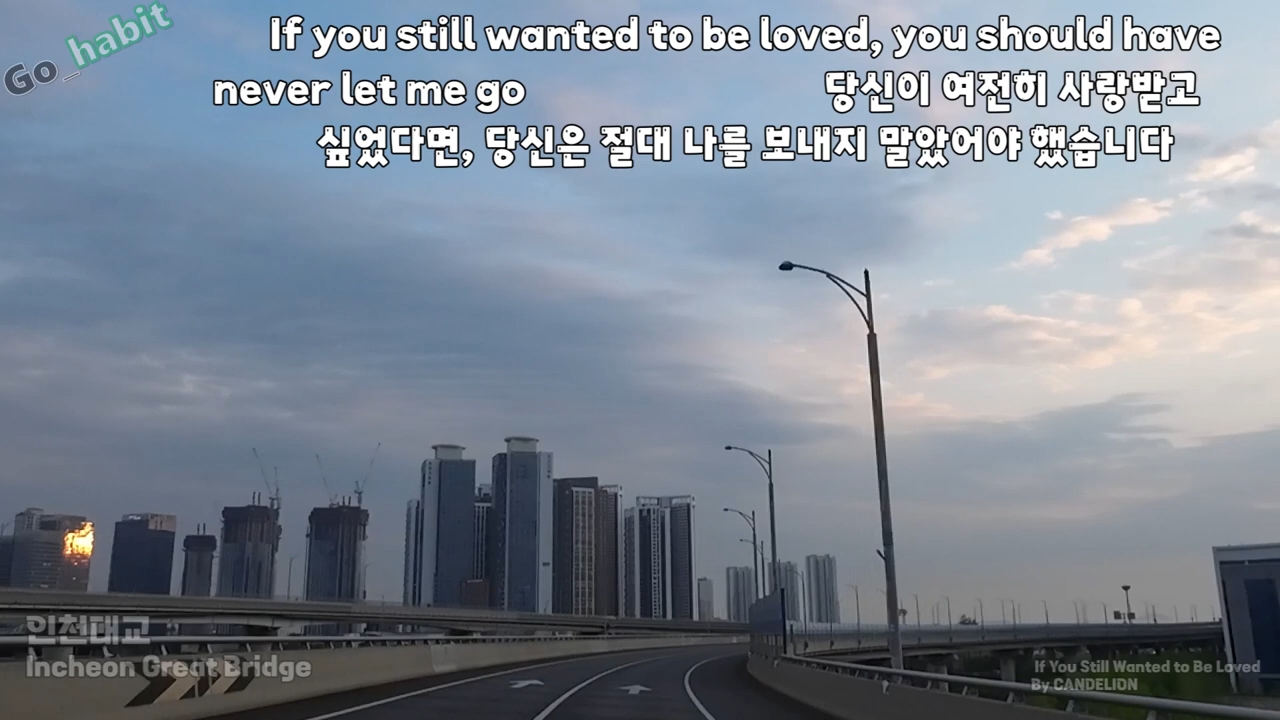 Go_habit
If you still wanted to be loved, you should have
never let me go 당신이 여전히 사랑받고
싶었다면, 당신은 절대 나를 보내지 말았어야 했습니다
인천대교
Incheon Great Bridge
If You Still Wanted to Be Loved
By CANDELION